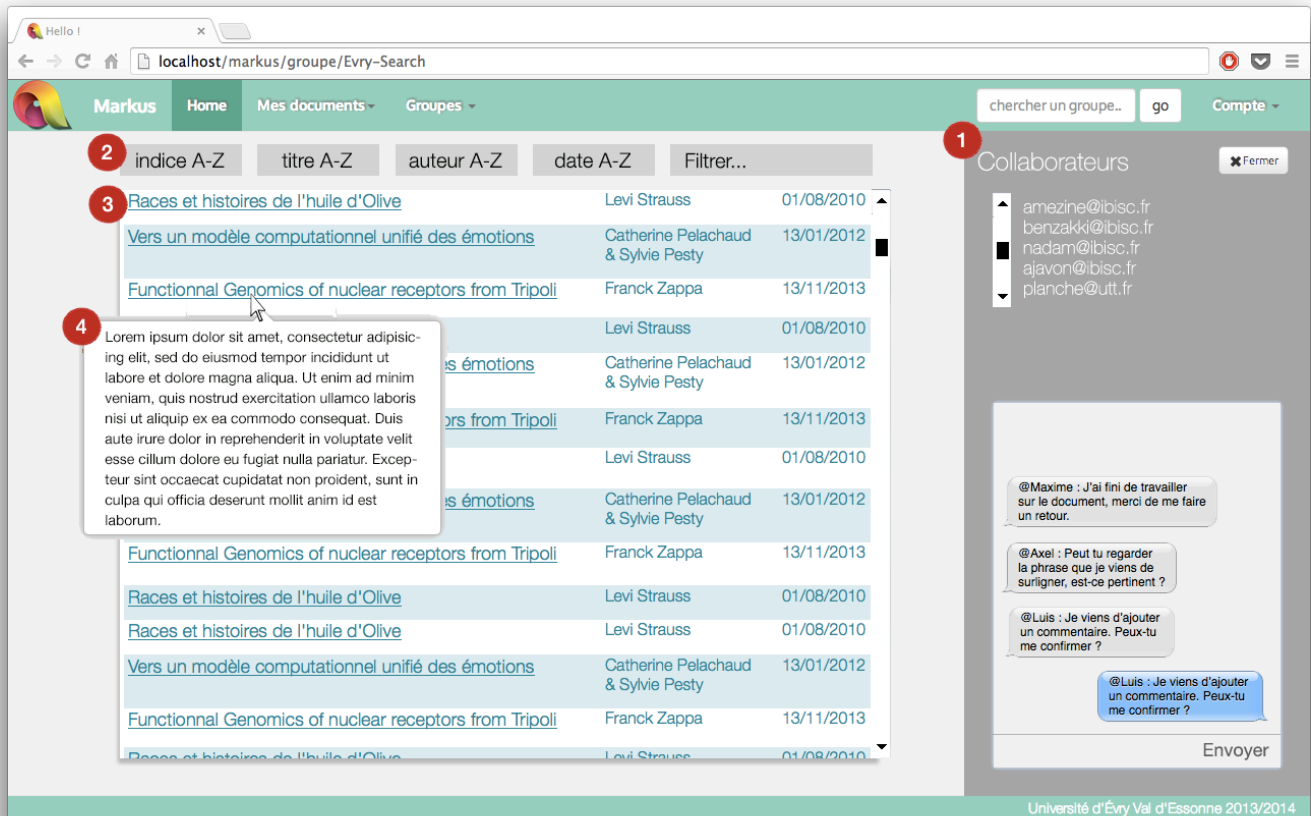 Hello !
localhost/markus/groupe/Evry-Search
Markus Home Mes documents Groupes chercher un groupe.. go Compte
2 indice A-Z titre A-Z auteur A-Z date A-Z Filtrer...
3 Races et histoires de l'huile d'Olive Levi Strauss 01/08/2010
Vers un modèle computationnel unifié des émotions Catherine Pelachaud 13/01/2012
& Sylvie Pesty
Functionnal Genomics of nuclear receptors from Tripoli Franck Zappa 13/11/2013
Levi Strauss 01/08/2010
s émotions Catherine Pelachaud 13/01/2012
& Sylvie Pesty
ors from Tripoli Franck Zappa 13/11/2013
Levi Strauss 01/08/2010
s émotions Catherine Pelachaud 13/01/2012
& Sylvie Pesty
4
Lorem ipsum dolor sit amet, consectetur adipisic-
ing elit, sed do eiusmod tempor incididunt ut
labore et dolore magna aliqua. Ut enim ad minim
veniam, quis nostrud exercitation ullamco laboris
nisi ut aliquip ex ea commodo consequat. Duis
aute irure dolor in reprehenderit in voluptate velit
esse cillum dolore eu fugiat nulla pariatur. Excep-
teur sint occaecat cupidatat non proident, sunt in
culpa qui officia deserunt mollit anim id est
laborum.
Functionnal Genomics of nuclear receptors from Tripoli Franck Zappa 13/11/2013
Races et histoires de l'huile d'Olive Levi Strauss 01/08/2010
Races et histoires de l'huile d'Olive Levi Strauss 01/08/2010
Vers un modèle computationnel unifié des émotions Catherine Pelachaud 13/01/2012
& Sylvie Pesty
Functionnal Genomics of nuclear receptors from Tripoli Franck Zappa 13/11/2013
Races et histoires de l'huile d'Olive Levi Strauss 01/08/2010
1
Collaborateurs Fermer
amezine@ibisc.fr
benzakki@ibisc.fr
nadam@ibisc.fr
ajavon@ibisc.fr
planche@utt.fr
@Maxime : J'ai fini de travailler
sur le document, merci de me faire
un retour.
@Axel : Peut tu regarder
la phrase que je viens de
surligner, est-ce pertinent ?
@Luis : Je viens d'ajouter
un commentaire. Peux-tu
me confirmer ?
@Luis : Je viens d'ajouter
un commentaire. Peux-tu
me confirmer ?
Envoyer
Université d'Évry Val d'Essonne 2013/2014